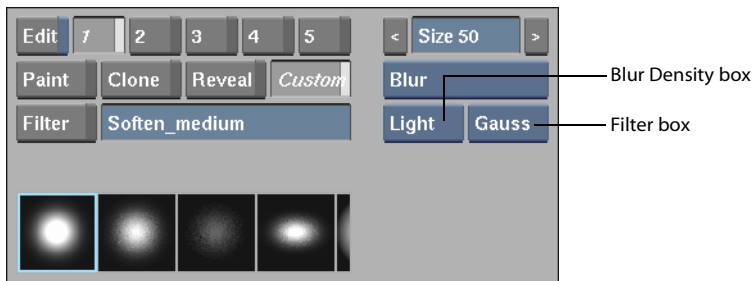 Edit 1 2 3 4 5 < Size 50 >
Paint Clone Reveal Custom Blur
Blur Density box
Filter Soften_medium Light Gauss
Filter box